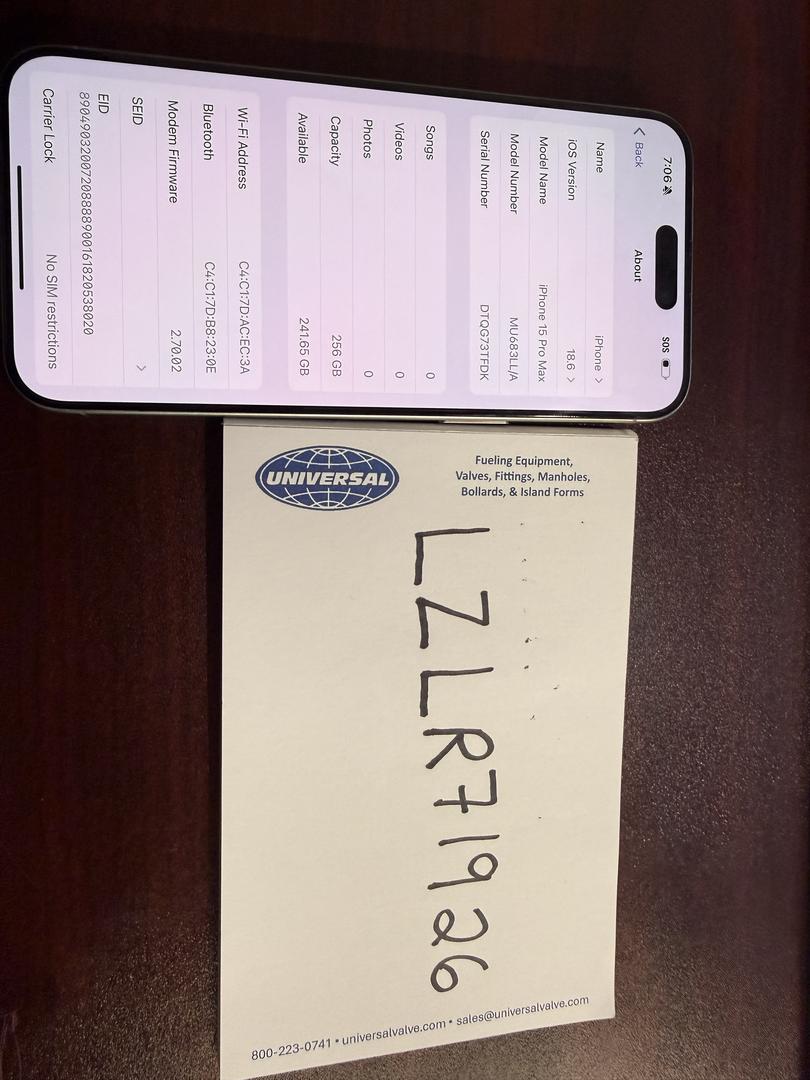 7:06
SOS
Back
About
Name iPhone
iOS Version 18.6
Model Name iPhone 15 Pro Max
Model Number MU683LL/A
Serial Number DTQG73TFDK
Songs 0
Videos 0
Photos 0
Capacity 256 GB
Available 241.65 GB
Wi-Fi Address C4:C1:7D:AC:EC:3A
Bluetooth C4:C1:7D:B8:23:0E
Modem Firmware 2.70.02
SEID
EID
89049032007208888900161820538020
Carrier Lock No SIM restrictions
UNIVERSAL
Fueling Equipment,
Valves, Fittings, Manholes,
Bollards, & Island Forms
LZLR71926
800-223-0741 • universalvalve.com • sales@universalvalve.com